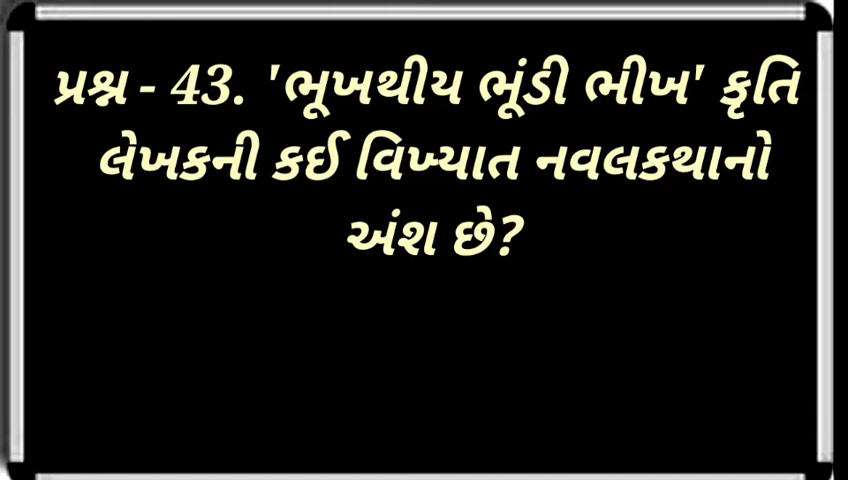 પ્રશ્ન - 43. 'ભૂખથીય ભૂંડી ભીખ' કૃતિ
લેખકની કઈ વિખ્યાત નવલકથાનો
અંશ છે?